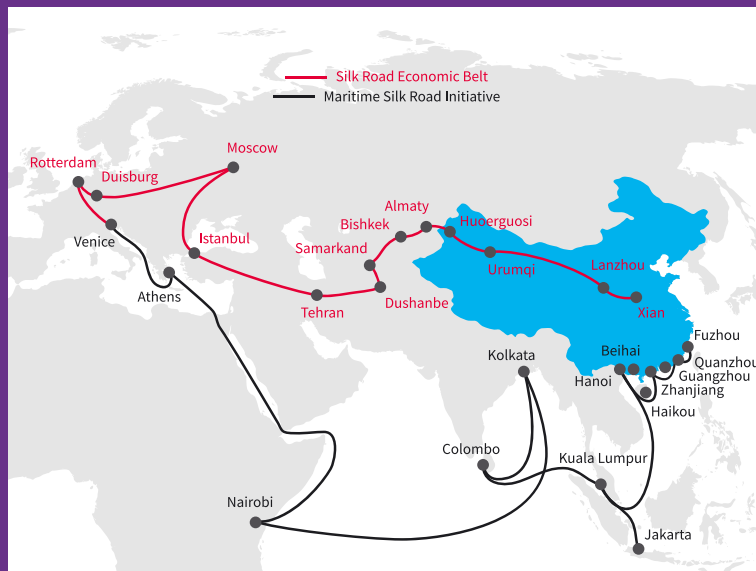 Silk Road Economic Belt
Maritime Silk Road Initiative
Moscow
Rotterdam
Duisburg
Almaty
Huoerguosi
Bishkek
Venice
Istanbul
Samarkand
Urumqi
Lanzhou
Athens
Tehran
Dushanbe
Xian
Fuzhou
Kolkata
Beihai
Quanzhou
Hanoi
Guangzhou
Zhanjiang
Haikou
Colombo
Kuala Lumpur
Nairobi
Jakarta